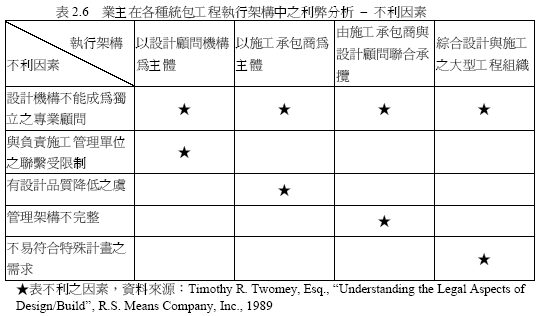 表 2.6 業主在各種統包工程執行架構中之利弊分析 – 不利因素
執行架構
不利因素
以設計顧問機構
爲主體
以施工承包商爲
主體
由施工承包商與
設計顧問聯合承
攬
綜合設計與施工
之大型工程組織
設計機構不能成爲獨
立之專業顧問
★ ★ ★ ★
與負責施工管理單位
之聯繫受限制
★
有設計品質降低之虞
★
管理架構不完整
★
不易符合特殊計畫之
需求
★
★表不利之因素，資料來源：Timothy R. Twomey, Esq., “Understanding the Legal Aspects of
Design/Build”, R.S. Means Company, Inc., 1989